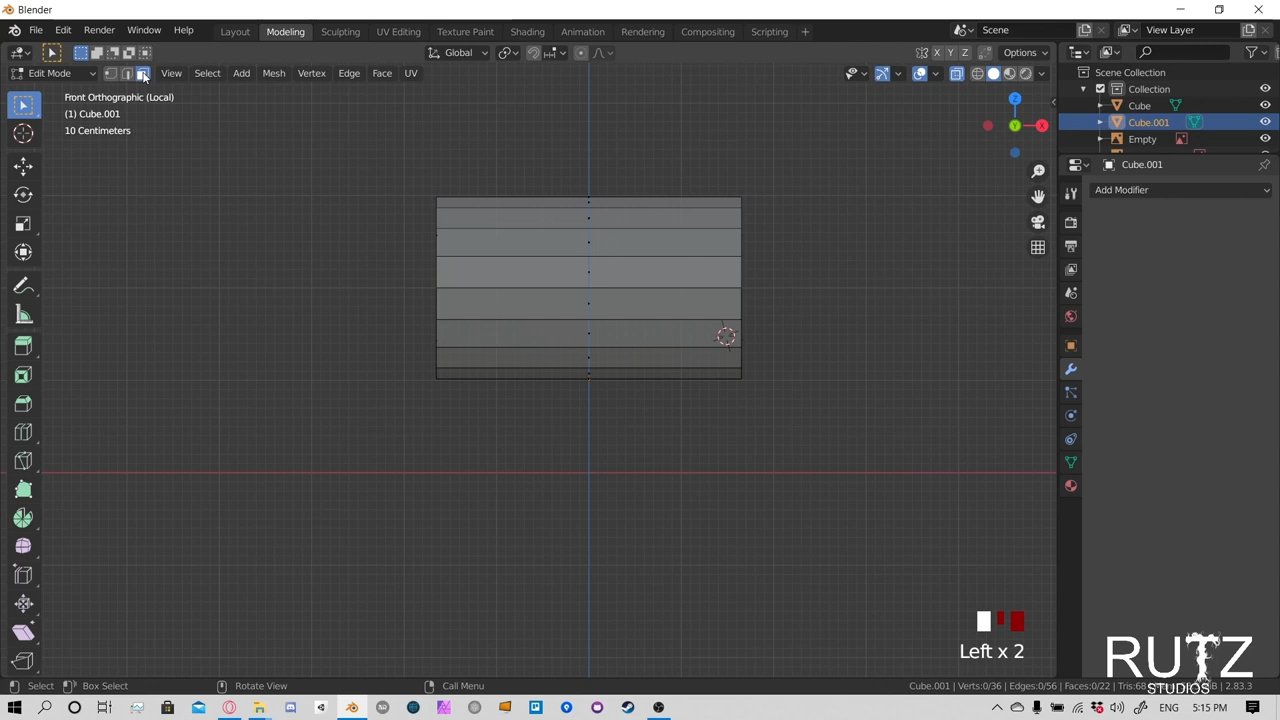 Blender
File Edit Render Window Help Layout Modeling Sculpting UV Editing Texture Paint Shading Animation Rendering Compositing Scripting + Scene View Layer
Global X Y Z Options
Edit Mode View Select Add Mesh Vertex Edge Face UV
Scene Collection
Collection
Cube
Cube.001
Empty
Front Orthographic (Local)
(1) Cube.001
10 Centimeters
Z
Y
X
Cube.001
Add Modifier
Left x 2
RUTZ
STUDIOS
Select Box Select Rotate View Call Menu Cube.001 | Verts:0/36 | Edges:0/56 | Faces:0/22 | Tris:68 2.83.3
5:15 PM